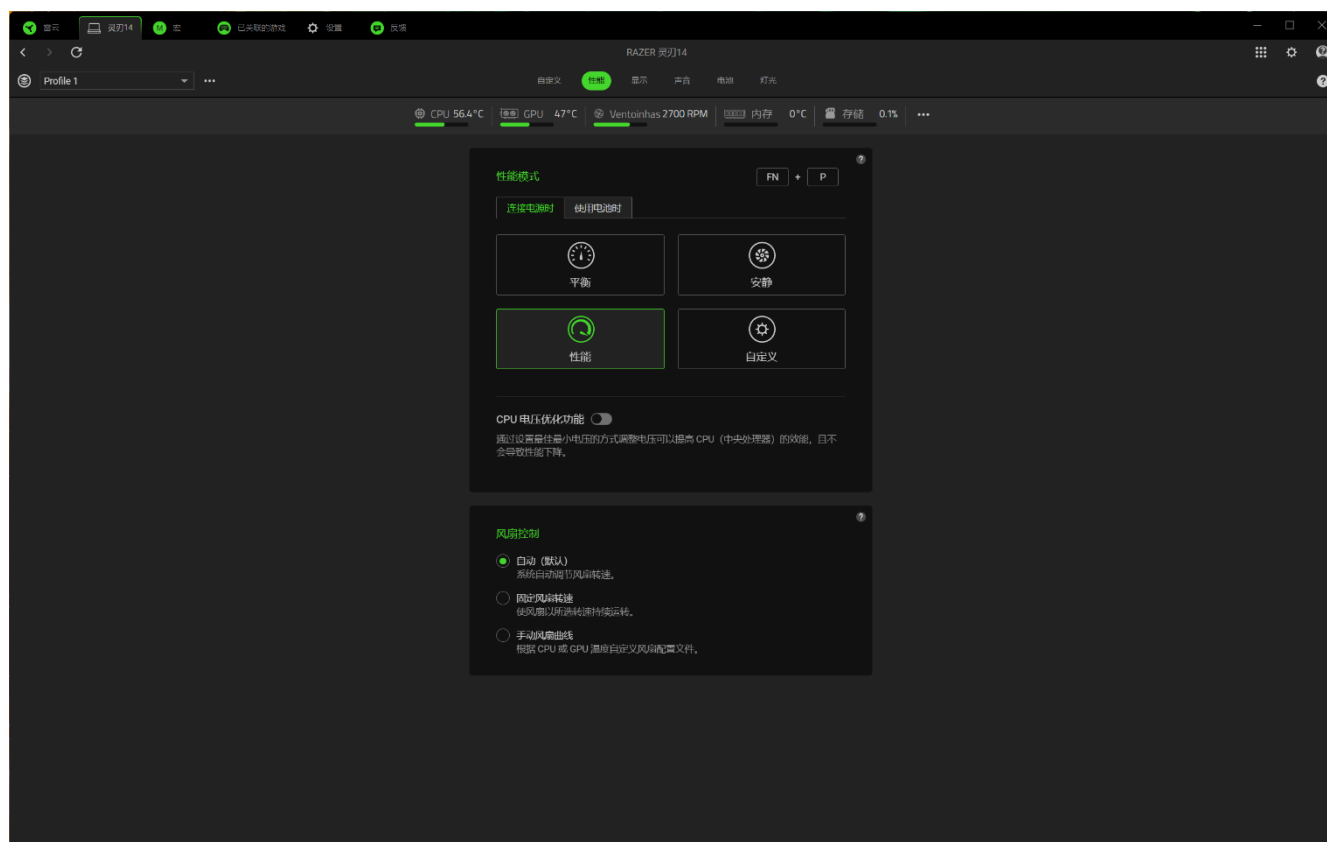 雷云 灵刃14 M 宏 已关联的游戏 设置 反馈
RAZER 灵刃14
Profile 1
自定义 性能 显示 声音 电池 灯光
CPU 56.4°C GPU 47°C Ventoinhas 2700 RPM 内存 0°C 存储 0.1%
性能模式 FN + P
连接电源时 使用电池时
平衡 安静
性能 自定义
CPU 电压优化功能
通过设置最佳最小电压的方式调整电压可以提高 CPU（中央处理器）的效能，且不
会导致性能下降。
风扇控制
自动（默认）
系统自动调节风扇转速。
固定风扇转速
使风扇以所选转速持续运转。
手动风扇曲线
根据 CPU 或 GPU 温度自定义风扇配置文件。